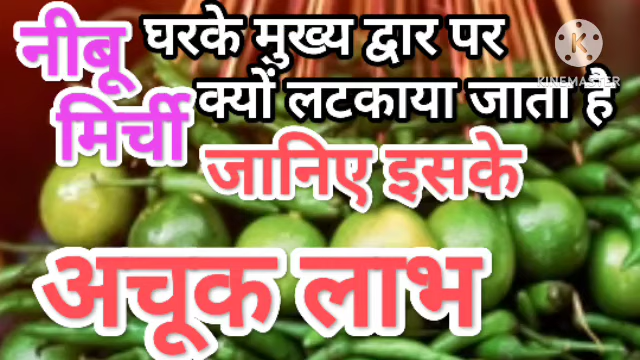 नीबू घरके मुख्य द्वार पर
मिर्ची क्यों लटकाया जाता है
जानिए इसके
अचूक लाभ
K
KINEMASTER